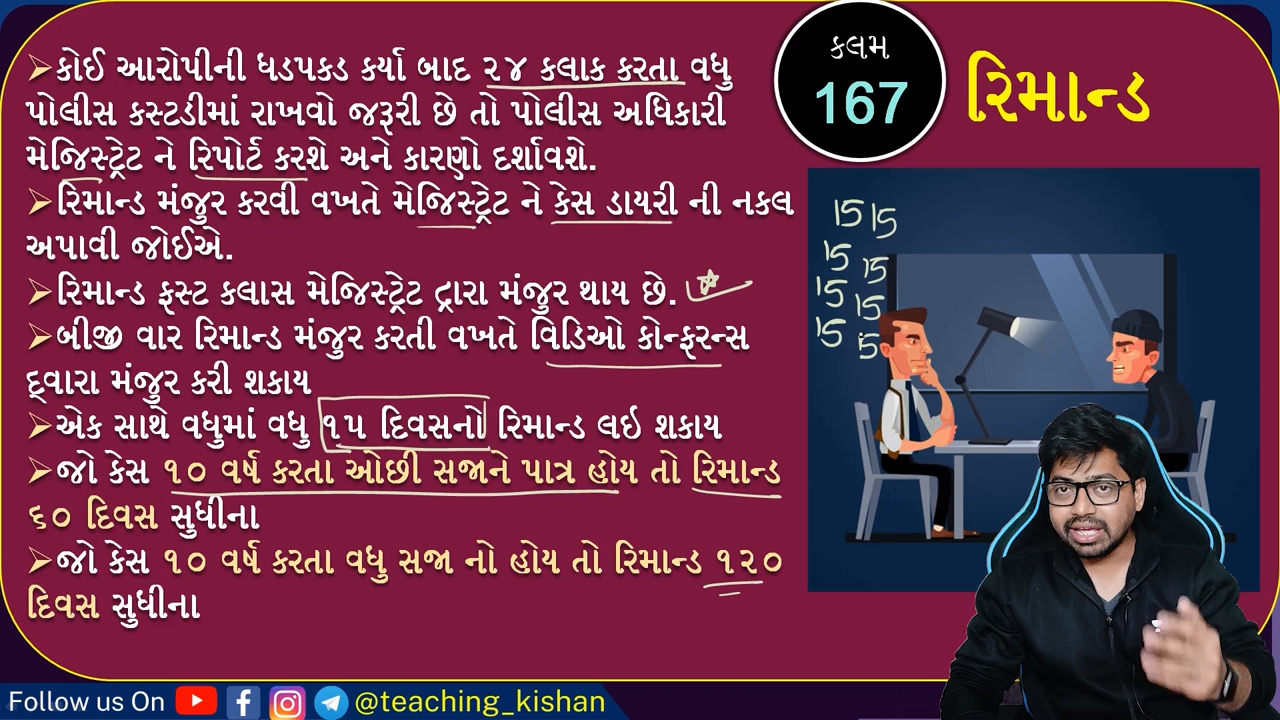 ➢કોઈ આરોપીની ધડપકડ કર્યા બાદ ૨૪ કલાક કરતા વધુ
પોલીસ કસ્ટડીમાં રાખવો જરૂરી છે તો પોલીસ અધિકારી
મેજિસ્ટ્રેટ ને રિપોર્ટ કરશે અને કારણો દર્શાવશે.
➢રિમાન્ડ મંજુર કરવી વખતે મેજિસ્ટ્રેટ ને કેસ ડાયરી ની નકલ
અપાવી જોઈએ.
➢રિમાન્ડ ફસ્ટ કલાસ મેજિસ્ટ્રેટ દ્રારા મંજુર થાય છે.
➢બીજી વાર રિમાન્ડ મંજુર કરતી વખતે વિડિઓ કોન્ફરન્સ
દ્વારા મંજુર કરી શકાય
➢એક સાથે વધુમાં વધુ ૧૫ દિવસનો રિમાન્ડ લઇ શકાય
➢જો કેસ ૧૦ વર્ષ કરતા ઓછી સજાને પાત્ર હોય તો રિમાન્ડ
૬૦ દિવસ સુધીના
➢જો કેસ ૧૦ વર્ષ કરતા વધુ સજા નો હોય તો રિમાન્ડ ૧૨૦
દિવસ સુધીના
કલમ
167
રિમાન્ડ
15 15
15 15
15 15
15 15
Follow us On @teaching_kishan